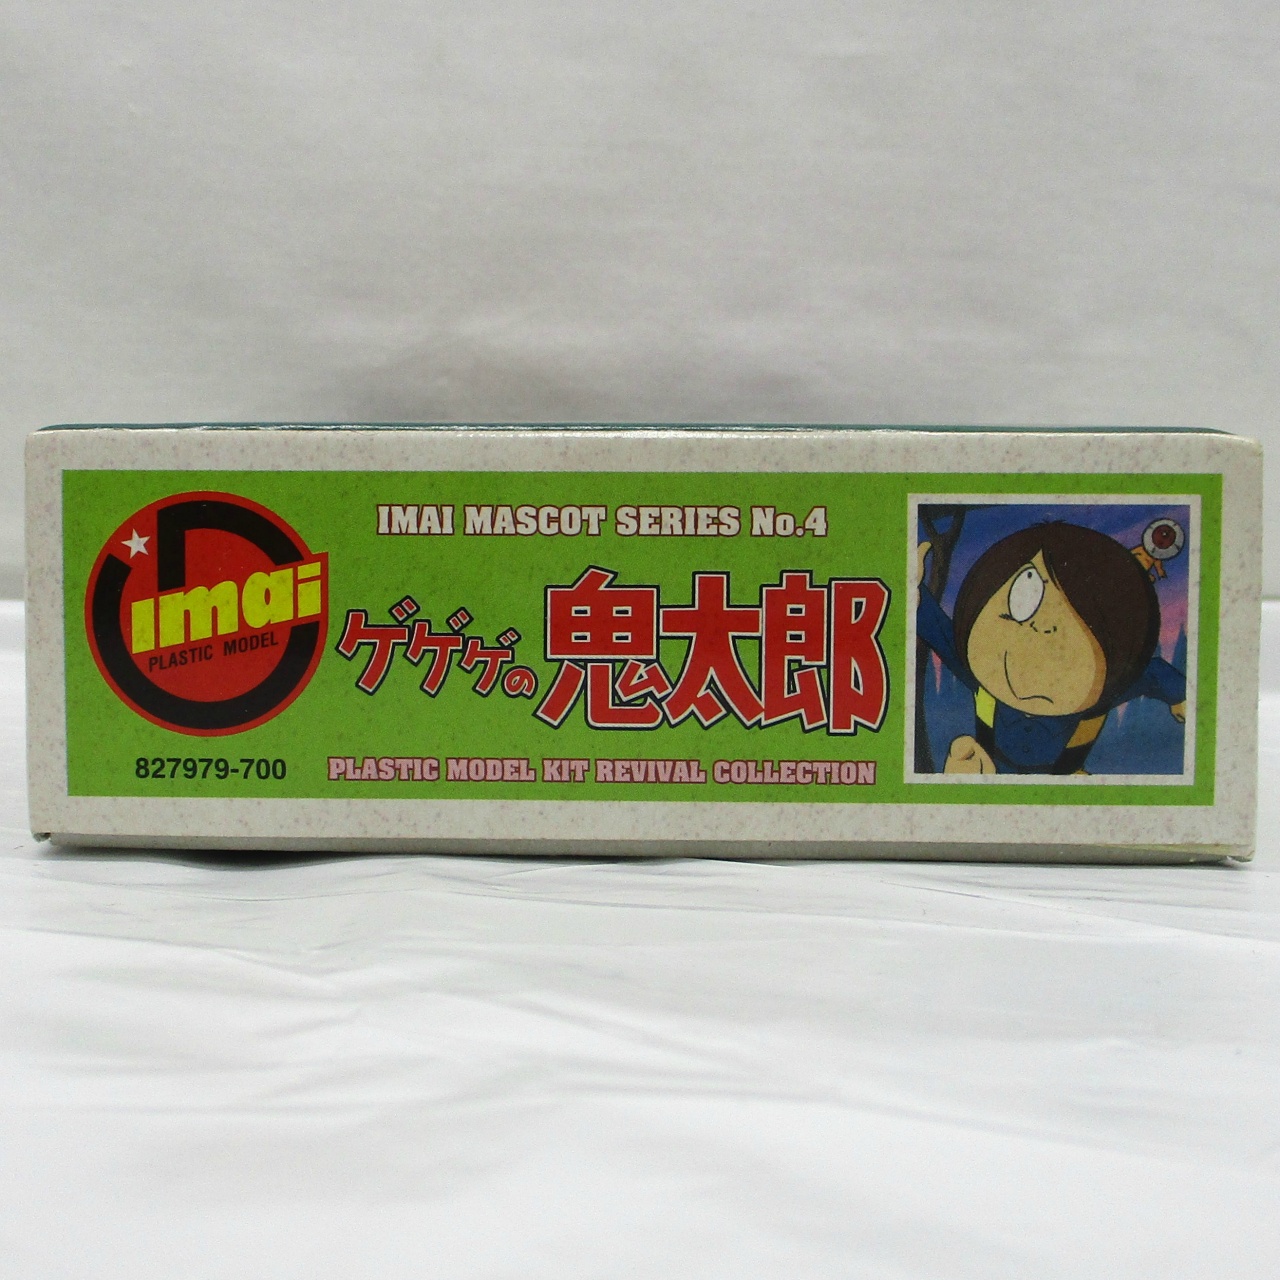 IMAI MASCOT SERIES No.4
imai
PLASTIC MODEL
ゲゲゲの鬼太郎
827979-700
PLASTIC MODEL KIT REVIVAL COLLECTION